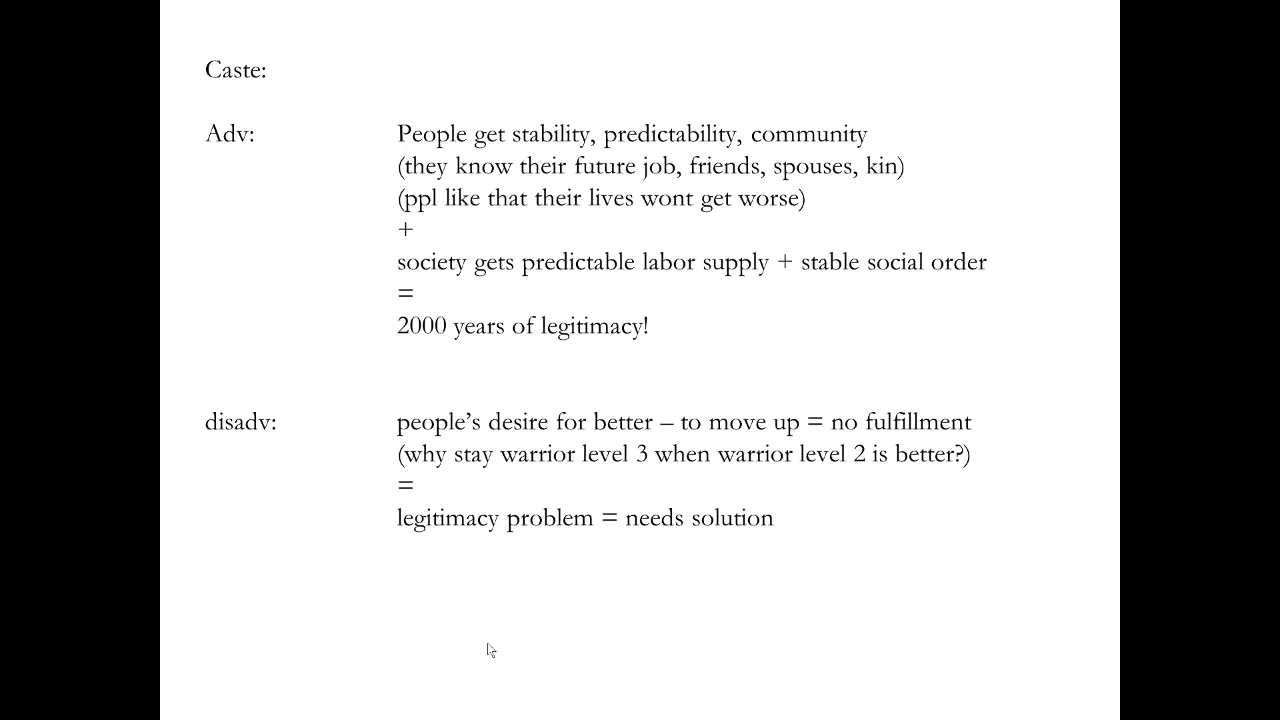 Caste:
Adv: People get stability, predictability, community
(they know their future job, friends, spouses, kin)
(ppl like that their lives wont get worse)
+
society gets predictable labor supply + stable social order
=
2000 years of legitimacy!
disadv: people’s desire for better – to move up = no fulfillment
(why stay warrior level 3 when warrior level 2 is better?)
=
legitimacy problem = needs solution